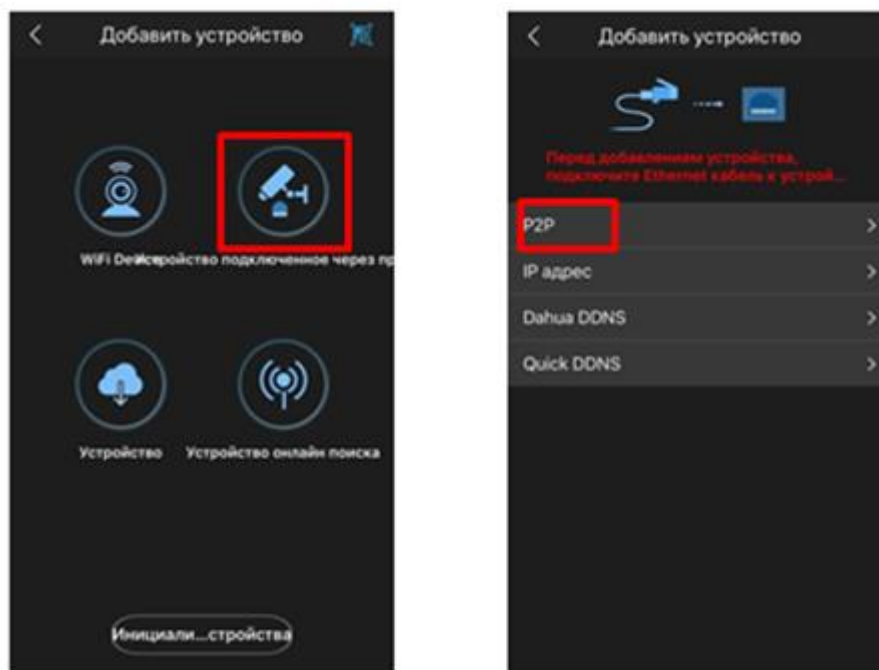 Добавить устройство
WiFi Device
Устройство подключенное через пр
Устройство
Устройство онлайн поиска
Инициали...стройства
Добавить устройство
Перед добавлением устройства,
подключите Ethernet кабель к устрой...
P2P
IP адрес
Dahua DDNS
Quick DDNS